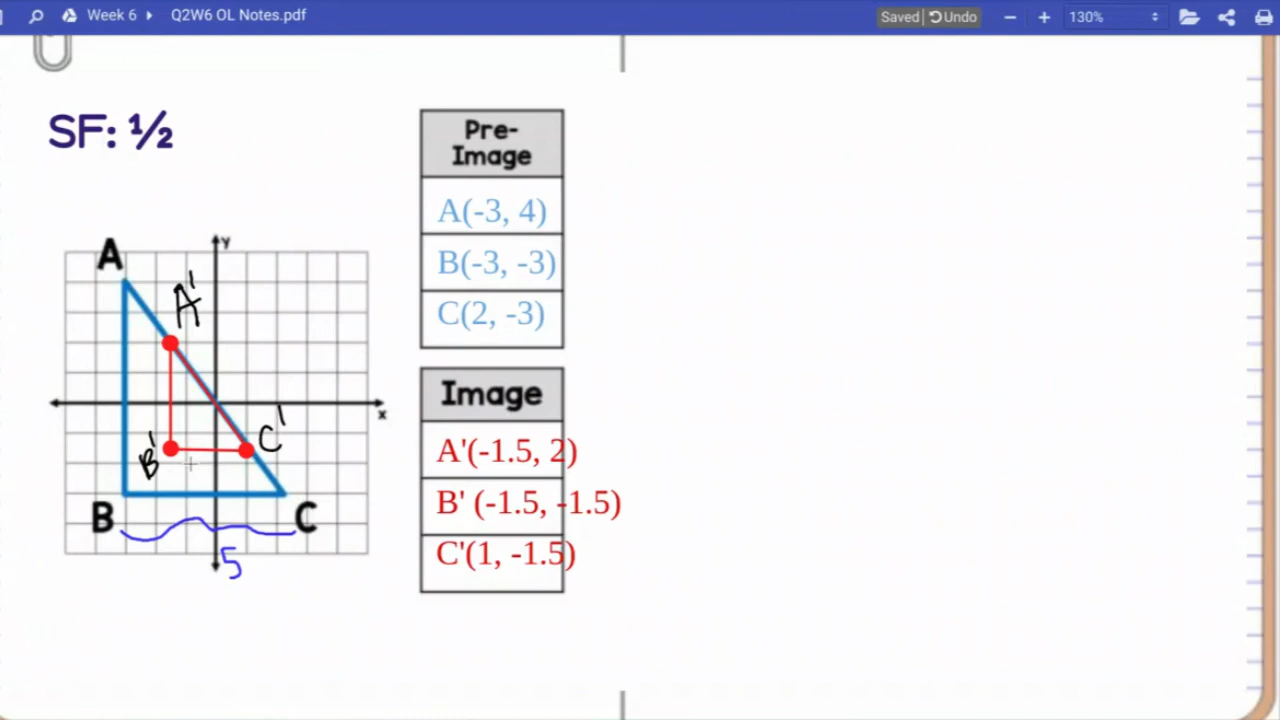 Week 6
Q2W6 OL Notes.pdf
Saved
Undo
130%
SF: ½
Pre-
Image
A(-3, 4)
B(-3, -3)
C(2, -3)
Image
A'(-1.5, 2)
B' (-1.5, -1.5)
C'(1, -1.5)
A
y
A'
x
C'
B'
B
C
5